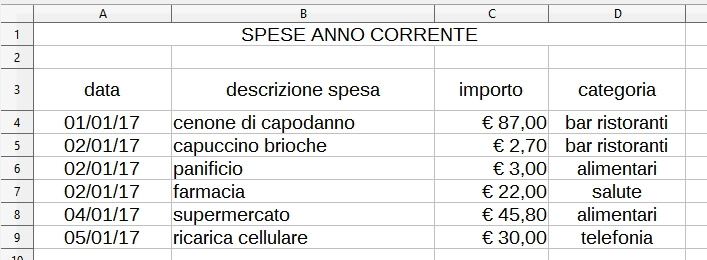 A B C D
1 SPESE ANNO CORRENTE
2
3 data descrizione spesa importo categoria
4 01/01/17 cenone di capodanno € 87,00 bar ristoranti
5 02/01/17 capuccino brioche € 2,70 bar ristoranti
6 02/01/17 panificio € 3,00 alimentari
7 02/01/17 farmacia € 22,00 salute
8 04/01/17 supermercato € 45,80 alimentari
9 05/01/17 ricarica cellulare € 30,00 telefonia